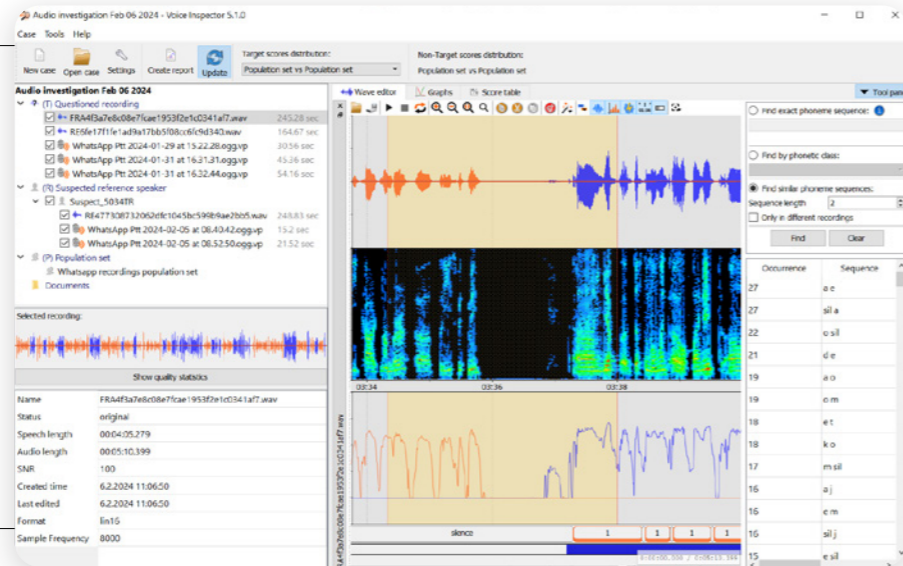 Audio investigation Feb 06 2024 - Voice Inspector 5.1.0
Case Tools Help
New case Open case Settings Create report Update
Target scores distribution:
Population set vs Population set
Non-Target scores distribution:
Population set vs Population set
Audio investigation Feb 06 2024
(T) Questioned recording
FRA4f3a7e8c08e7fcae1953f2e1c0341af7.wav 245.28 sec
RE6fe17f1fe1ad9a17bb5f08cc6fc9d340.wav 164.67 sec
WhatsApp Ptt 2024-01-29 at 15.22.28.ogg.vp 30.56 sec
WhatsApp Ptt 2024-01-31 at 16.31.31.ogg.vp 45.36 sec
WhatsApp Ptt 2024-01-31 at 16.32.44.ogg.vp 54.16 sec
(R) Suspected reference speaker
Suspect_5034TR
RE477308732062dfc1045bc599b9ae2bb5.wav 248.83 sec
WhatsApp Ptt 2024-02-05 at 08.40.42.ogg.vp 15.2 sec
WhatsApp Ptt 2024-02-05 at 08.52.50.ogg.vp 21.52 sec
(P) Population set
Whatsapp recordings population set
Documents
Selected recording:
Show quality statistics
Name FRA4f3a7e8c08e7fcae1953f2e1c0341af7.wav
Status original
Speech length 00:04:05.279
Audio length 00:05:10.399
SNR 100
Created time 6.2.2024 11:06:50
Last edited 6.2.2024 11:06:50
Format lin16
Sample Frequency 8000
Wave editor Graphs Score table
03:34 03:36 03:38
silence 1 1 1 1
Tool pane
Find exact phoneme sequence:
Find by phonetic class:
Find similar phoneme sequences:
Sequence length 2
Only in different recordings
Find Clear
Occurrence Sequence
27 a e
27 sil a
22 o sil
21 d e
19 a o
19 o m
18 e t
18 k o
17 m sil
16 a j
16 e m
16 sil j
15 e sil